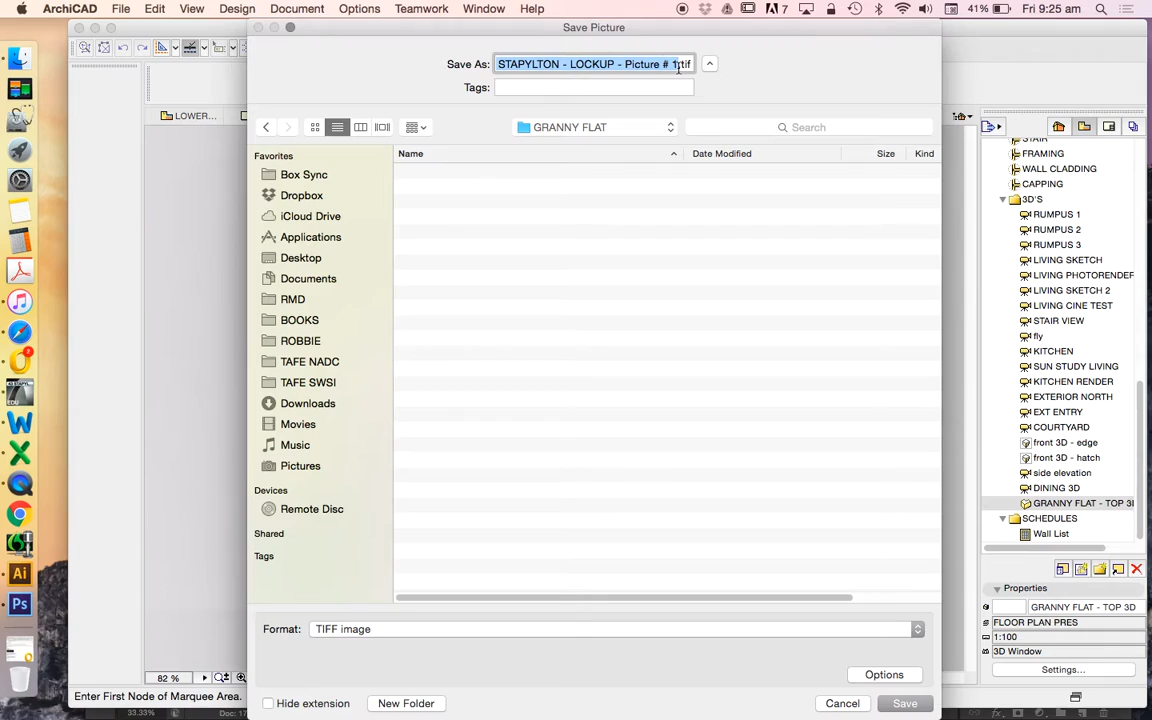 ArchiCAD File Edit View Design Document Options Teamwork Window Help
7 41% Fri 9:25 am
Save Picture
Save As: STAPYLTON - LOCKUP - Picture # 1.tif
Tags:
LOWER...
GRANNY FLAT
Search
Favorites
Box Sync
Dropbox
iCloud Drive
Applications
Desktop
Documents
RMD
BOOKS
ROBBIE
TAFE NADC
TAFE SWSI
Downloads
Movies
Music
Pictures
Devices
Remote Disc
Shared
Tags
Name Date Modified Size Kind
STAIR
FRAMING
WALL CLADDING
CAPPING
3D'S
RUMPUS 1
RUMPUS 2
RUMPUS 3
LIVING SKETCH
LIVING PHOTORENDER
LIVING SKETCH 2
LIVING CINE TEST
STAIR VIEW
fly
KITCHEN
SUN STUDY LIVING
KITCHEN RENDER
EXTERIOR NORTH
EXT ENTRY
COURTYARD
front 3D - edge
front 3D - hatch
side elevation
DINING 3D
GRANNY FLAT - TOP 3D
SCHEDULES
Wall List
Properties
GRANNY FLAT - TOP 3D
FLOOR PLAN PRES
1:100
3D Window
Settings...
Format: TIFF image
Options
Hide extension New Folder Cancel Save
82 %
Enter First Node of Marquee Area.
33.33% Doc: 17